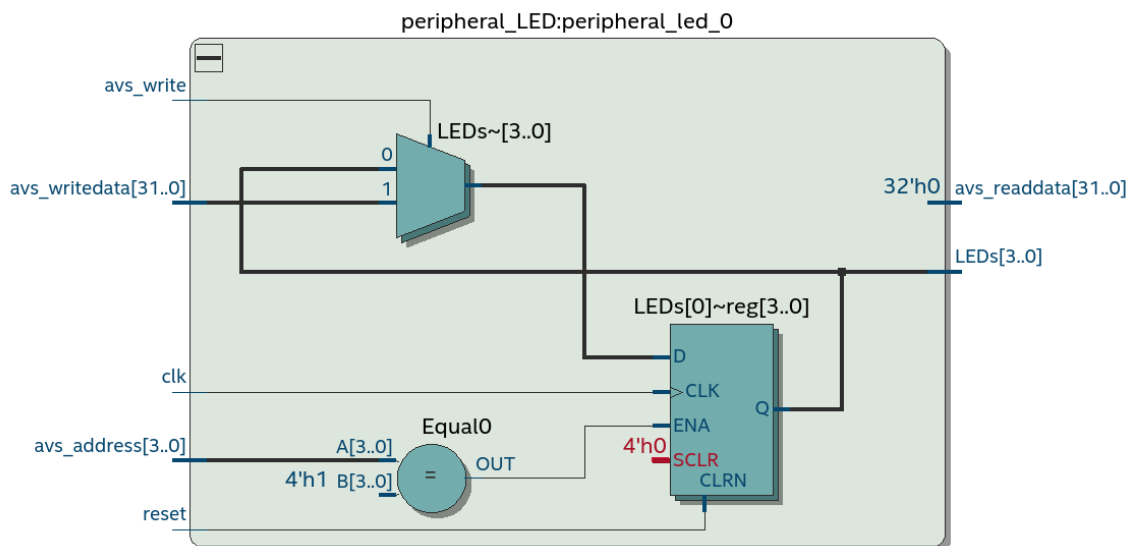 peripheral_LED:peripheral_led_0
avs_write
LEDs~[3..0]
0
avs_writedata[31..0]
1
32'h0
avs_readdata[31..0]
LEDs[3..0]
LEDs[0]~reg[3..0]
D
clk
CLK
Q
Equal0
ENA
avs_address[3..0]
A[3..0]
4'h0
=
OUT
SCLR
4'h1
B[3..0]
CLRN
reset